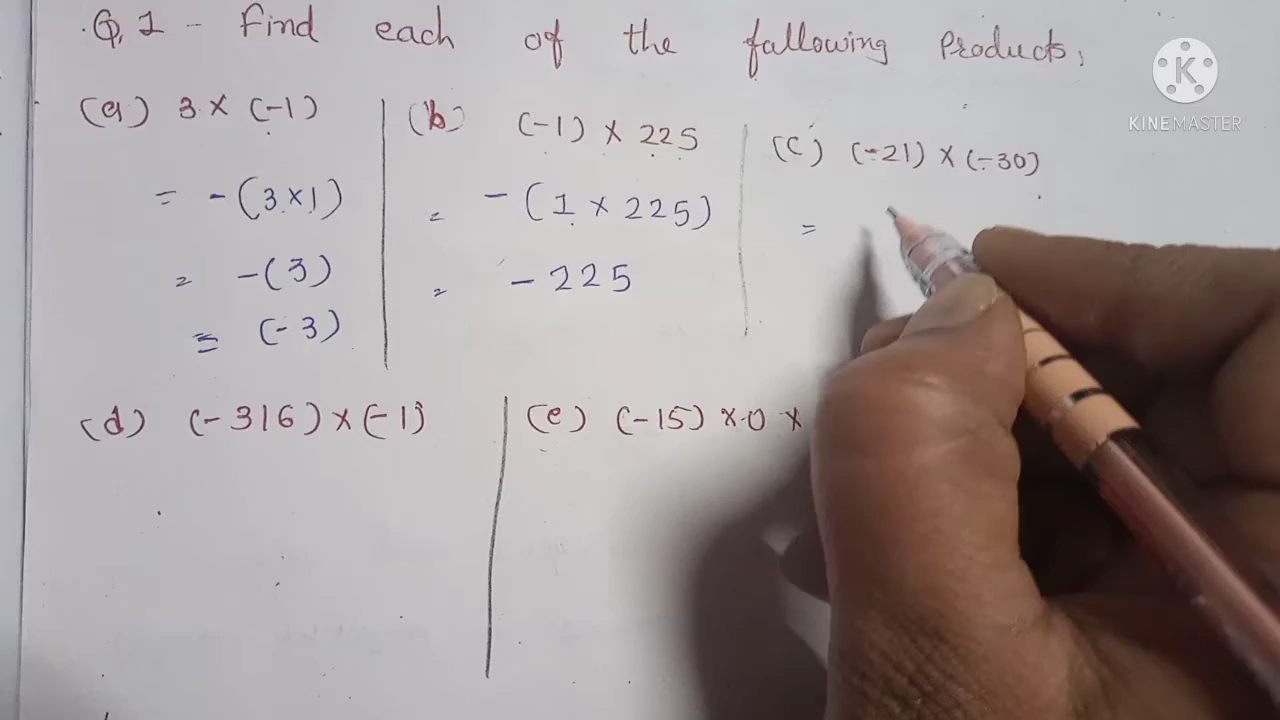 Q.1 - Find each of the fallowing Products,
(a) 3 × (-1)
= -(3×1)
= -(3)
= (-3)
(b) (-1) × 225
= -(1 × 225)
= -225
(c) (-21) × (-30)
=
(d) (-316) × (-1)
(e) (-15) × 0 ×
K
KINEMASTER